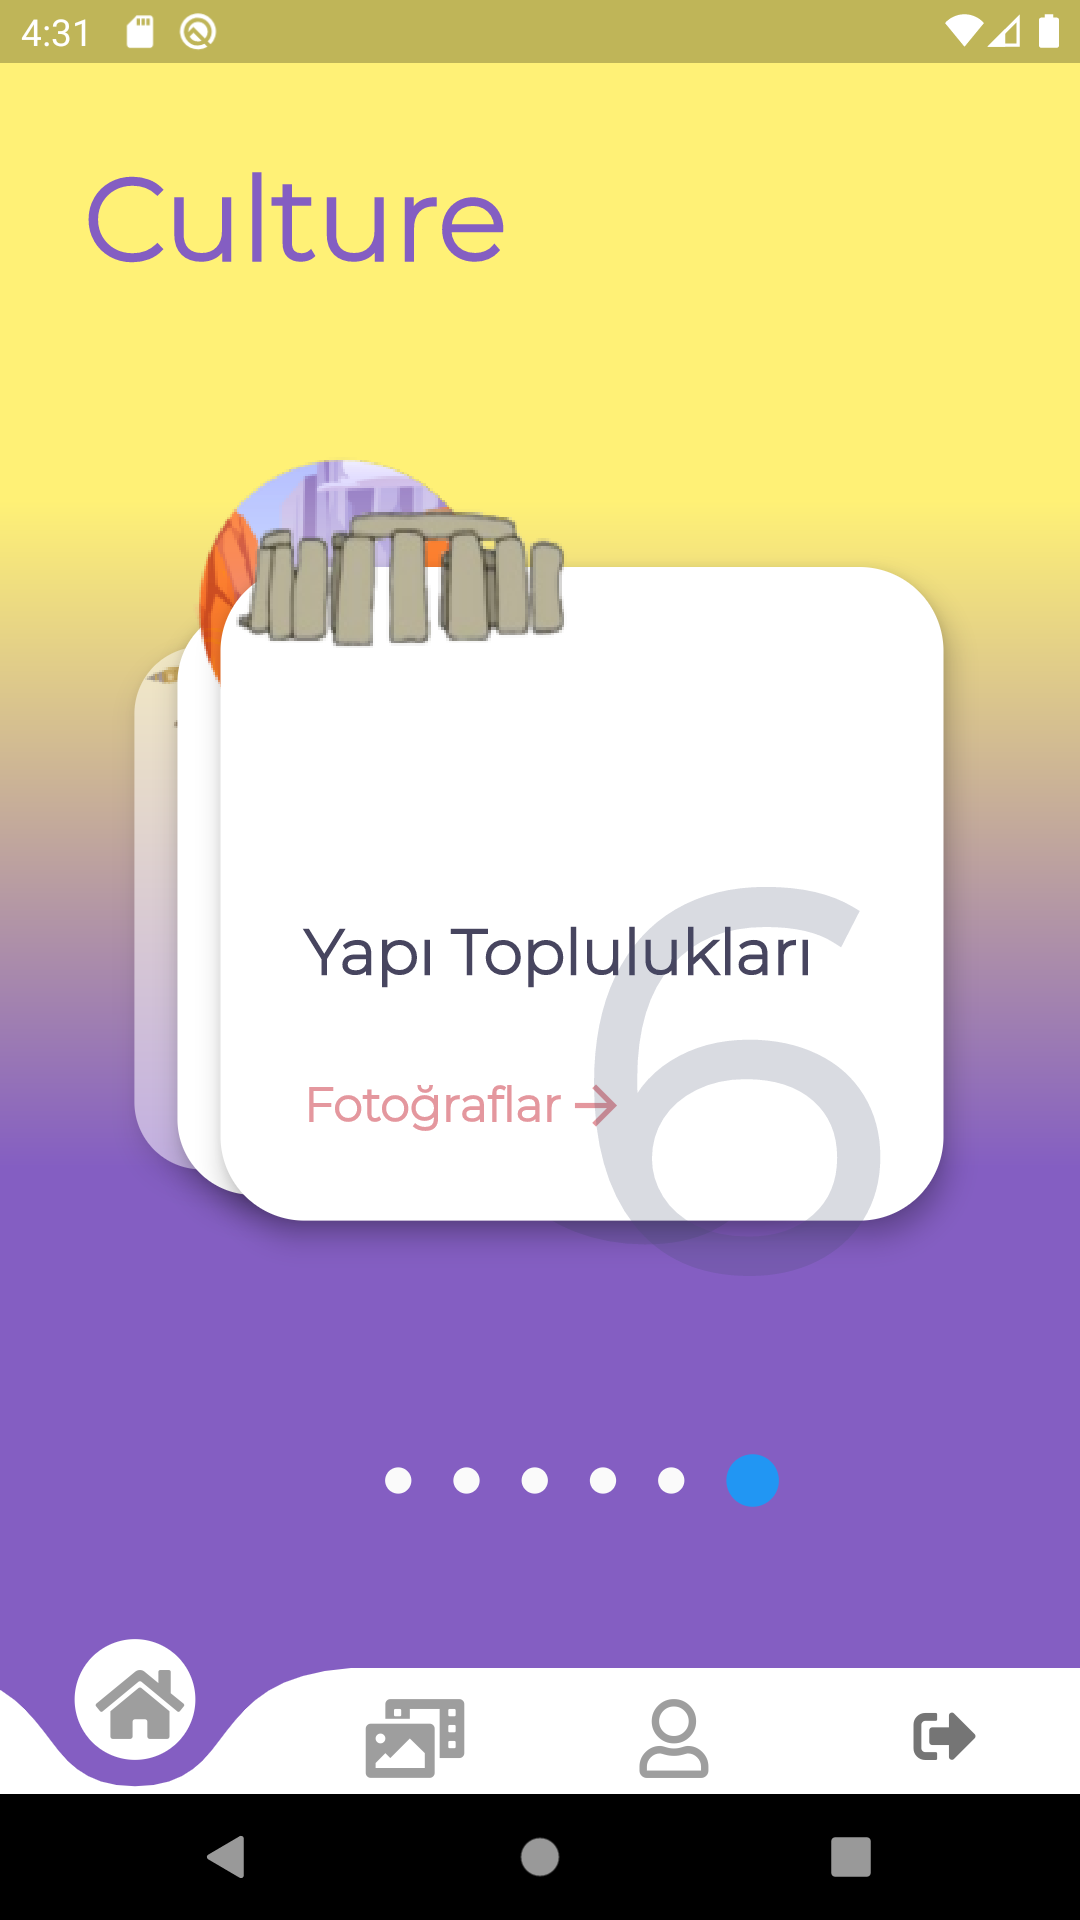 4:31
Culture
6
Yapı Toplulukları
Fotoğraflar →